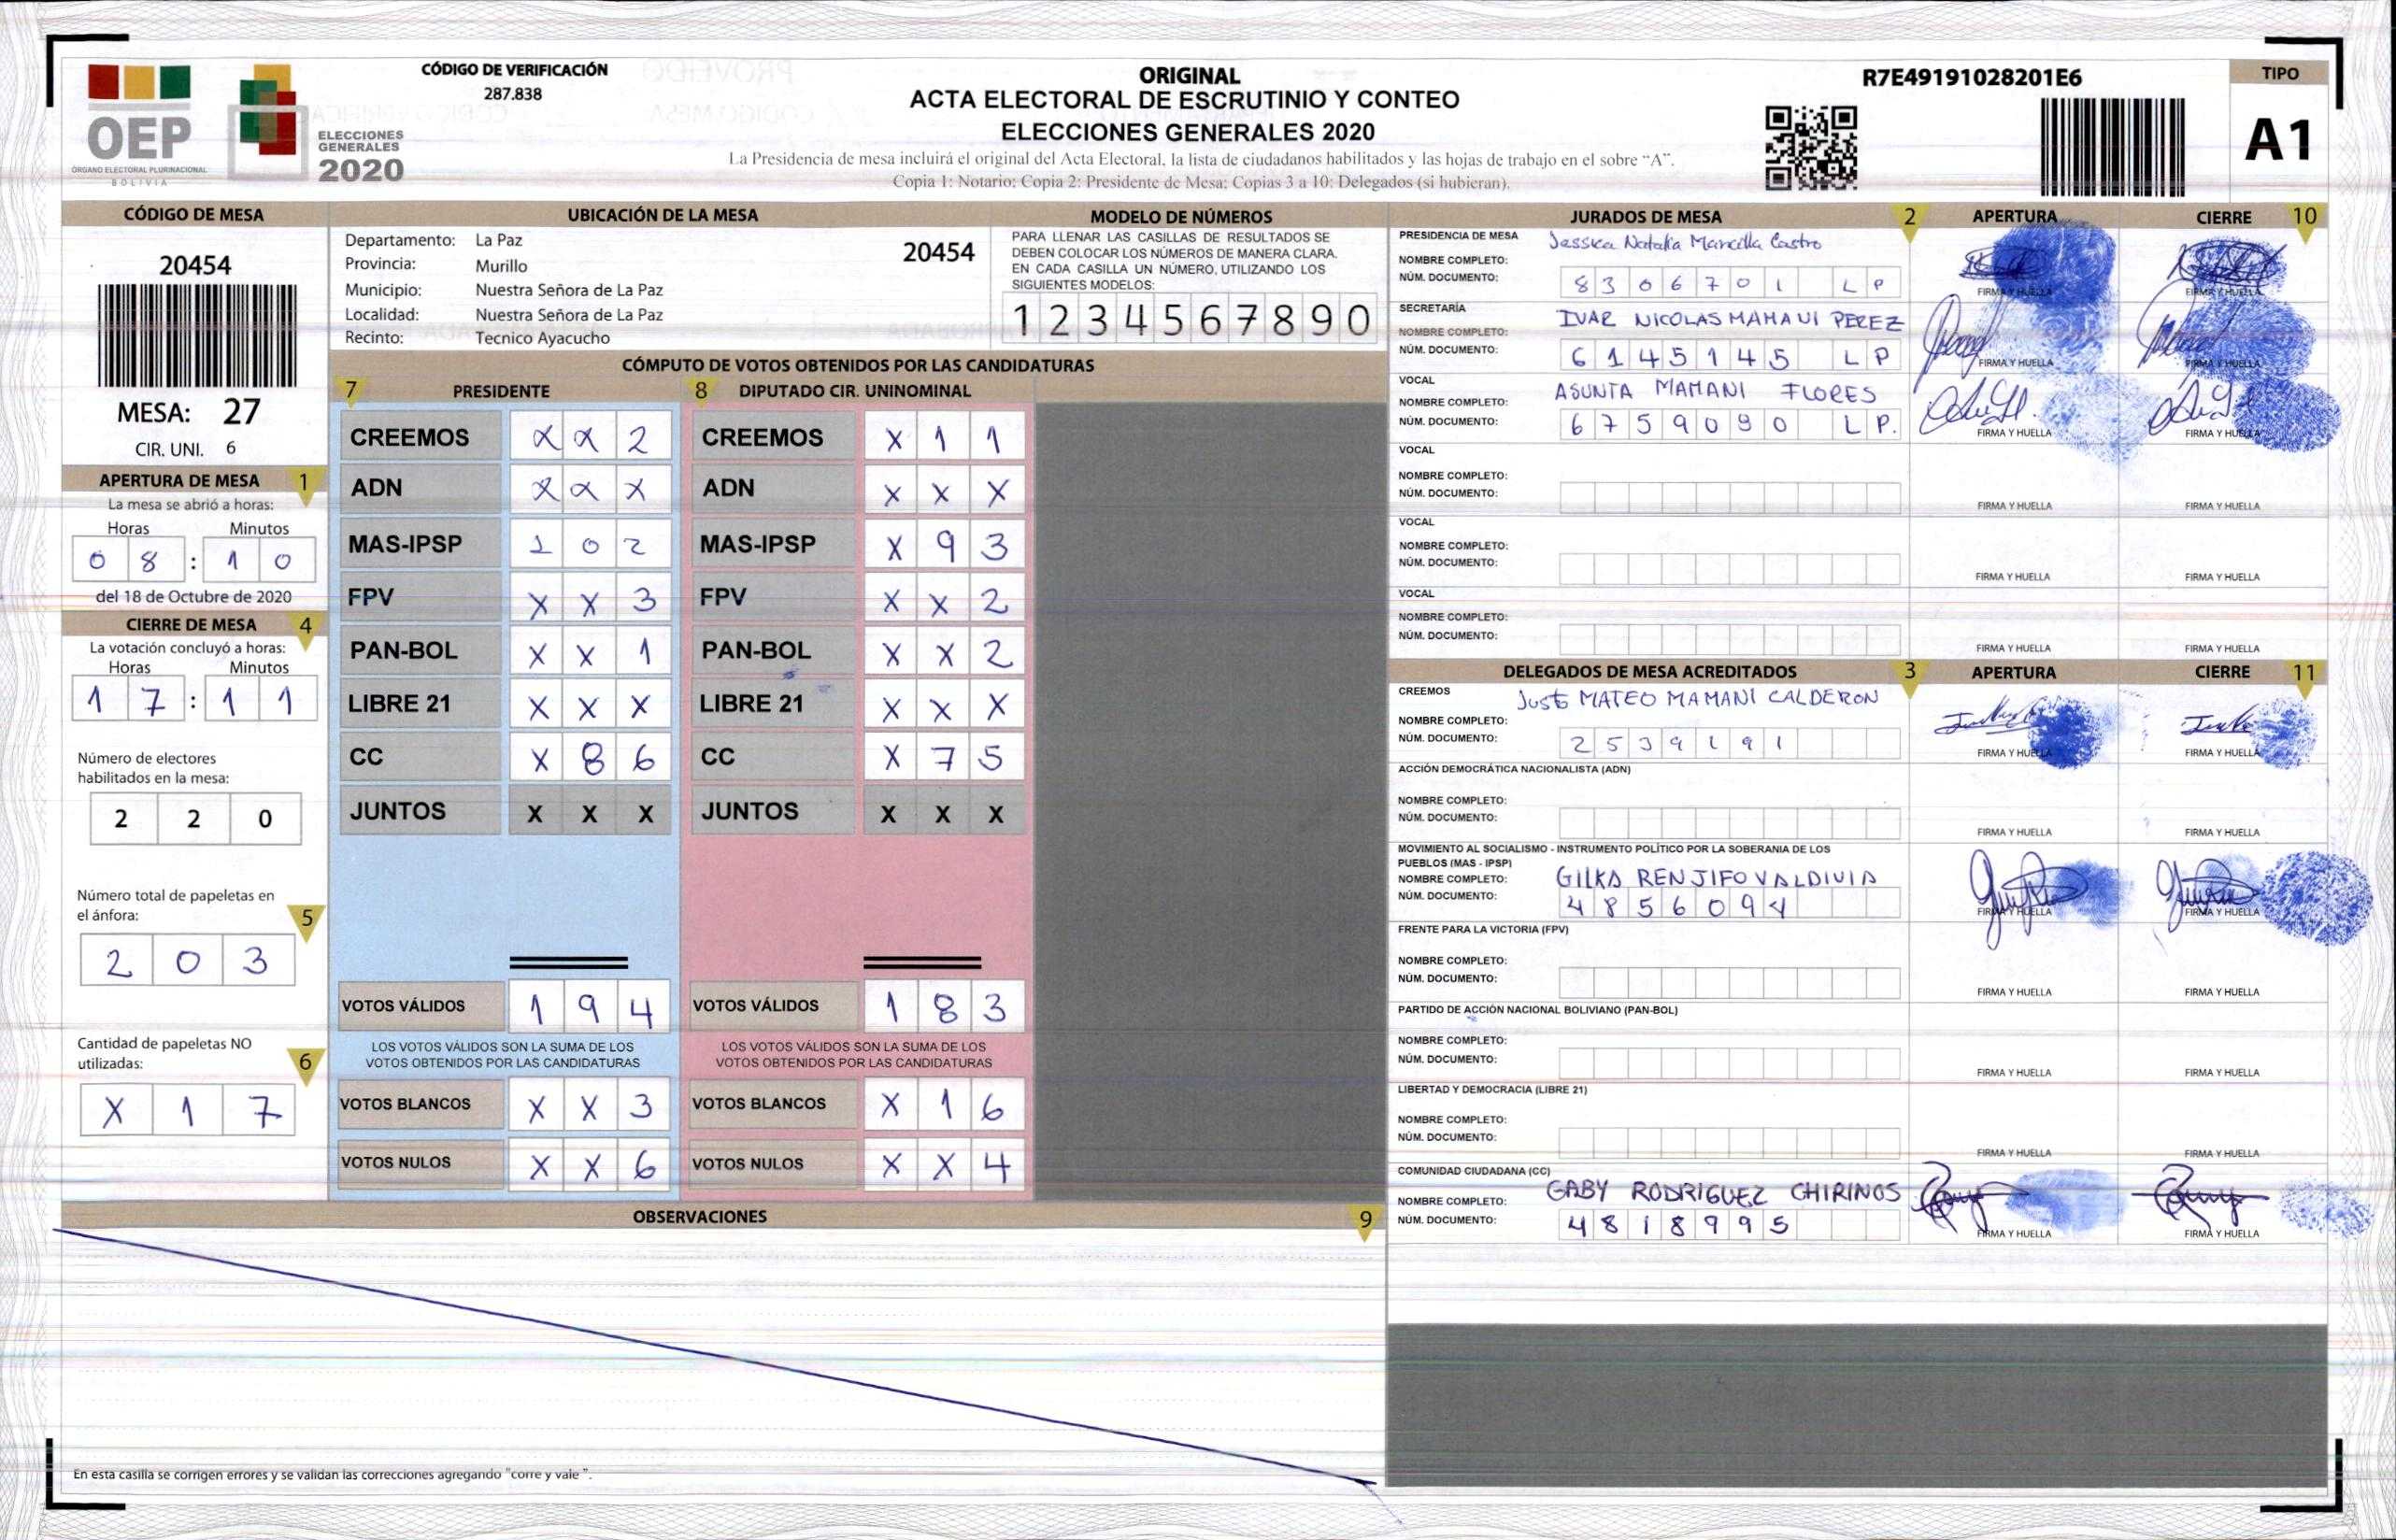 OEP
ÓRGANO ELECTORAL PLURINACIONAL
BOLIVIA
ELECCIONES
GENERALES
2020
CÓDIGO DE VERIFICACIÓN
287.838
ORIGINAL
ACTA ELECTORAL DE ESCRUTINIO Y CONTEO
ELECCIONES GENERALES 2020
La Presidencia de mesa incluirá el original del Acta Electoral, la lista de ciudadanos habilitados y las hojas de trabajo en el sobre “A”.
Copia 1: Notario; Copia 2: Presidente de Mesa; Copias 3 a 10: Delegados (si hubieran).
R7E49191028201E6
TIPO
A1
CÓDIGO DE MESA
20454
MESA: 27
CIR. UNI. 6
APERTURA DE MESA 1
La mesa se abrió a horas:
Horas Minutos
0 8 : 1 0
del 18 de Octubre de 2020
CIERRE DE MESA 4
La votación concluyó a horas:
Horas Minutos
1 7 : 1 1
Número de electores
habilitados en la mesa:
2 2 0
Número total de papeletas en
el ánfora: 5
2 0 3
Cantidad de papeletas NO
utilizadas: 6
X 1 7
UBICACIÓN DE LA MESA
Departamento: La Paz
20454
Provincia: Murillo
Municipio: Nuestra Señora de La Paz
Localidad: Nuestra Señora de La Paz
Recinto: Tecnico Ayacucho
MODELO DE NÚMEROS
PARA LLENAR LAS CASILLAS DE RESULTADOS SE
DEBEN COLOCAR LOS NÚMEROS DE MANERA CLARA.
EN CADA CASILLA UN NÚMERO, UTILIZANDO LOS
SIGUIENTES MODELOS:
1 2 3 4 5 6 7 8 9 0
CÓMPUTO DE VOTOS OBTENIDOS POR LAS CANDIDATURAS
7 PRESIDENTE 8 DIPUTADO CIR. UNINOMINAL
CREEMOS X X 2 CREEMOS X 1 1
ADN X X X ADN X X X
MAS-IPSP 1 0 2 MAS-IPSP X 9 3
FPV X X 3 FPV X X 2
PAN-BOL X X 1 PAN-BOL X X 2
LIBRE 21 X X X LIBRE 21 X X X
CC X 8 6 CC X 7 5
JUNTOS X X X JUNTOS X X X
VOTOS VÁLIDOS 1 9 4 VOTOS VÁLIDOS 1 8 3
LOS VOTOS VÁLIDOS SON LA SUMA DE LOS LOS VOTOS VÁLIDOS SON LA SUMA DE LOS
VOTOS OBTENIDOS POR LAS CANDIDATURAS VOTOS OBTENIDOS POR LAS CANDIDATURAS
VOTOS BLANCOS X X 3 VOTOS BLANCOS X 1 6
VOTOS NULOS X X 6 VOTOS NULOS X X 4
OBSERVACIONES 9
En esta casilla se corrigen errores y se validan las correcciones agregando "corre y vale ".
JURADOS DE MESA 2 APERTURA CIERRE 10
PRESIDENCIA DE MESA Jessica Natalia Mancilla Castro
NOMBRE COMPLETO:
NÚM. DOCUMENTO: 8 3 0 6 7 0 1 L P
FIRMA Y HUELLA FIRMA Y HUELLA
SECRETARÍA IVAR NICOLAS MAMANI PEREZ
NOMBRE COMPLETO:
NÚM. DOCUMENTO: 6 1 4 5 1 4 5 L P
FIRMA Y HUELLA FIRMA Y HUELLA
VOCAL ASUNTA MAMANI FLORES
NOMBRE COMPLETO:
NÚM. DOCUMENTO: 6 7 5 9 0 9 0 L P.
FIRMA Y HUELLA FIRMA Y HUELLA
VOCAL
NOMBRE COMPLETO:
NÚM. DOCUMENTO:
FIRMA Y HUELLA FIRMA Y HUELLA
VOCAL
NOMBRE COMPLETO:
NÚM. DOCUMENTO:
FIRMA Y HUELLA FIRMA Y HUELLA
VOCAL
NOMBRE COMPLETO:
NÚM. DOCUMENTO:
FIRMA Y HUELLA FIRMA Y HUELLA
DELEGADOS DE MESA ACREDITADOS 3 APERTURA CIERRE 11
CREEMOS Justo MATEO MAMANI CALDERON
NOMBRE COMPLETO:
NÚM. DOCUMENTO: 2 5 3 9 1 9 1
FIRMA Y HUELLA FIRMA Y HUELLA
ACCIÓN DEMOCRÁTICA NACIONALISTA (ADN)
NOMBRE COMPLETO:
NÚM. DOCUMENTO:
FIRMA Y HUELLA FIRMA Y HUELLA
MOVIMIENTO AL SOCIALISMO - INSTRUMENTO POLÍTICO POR LA SOBERANIA DE LOS
PUEBLOS (MAS - IPSP)
NOMBRE COMPLETO: GILKA RENJIFO VALDIVIA
NÚM. DOCUMENTO: 4 8 5 6 0 9 4
FIRMA Y HUELLA FIRMA Y HUELLA
FRENTE PARA LA VICTORIA (FPV)
NOMBRE COMPLETO:
NÚM. DOCUMENTO:
FIRMA Y HUELLA FIRMA Y HUELLA
PARTIDO DE ACCIÓN NACIONAL BOLIVIANO (PAN-BOL)
NOMBRE COMPLETO:
NÚM. DOCUMENTO:
FIRMA Y HUELLA FIRMA Y HUELLA
LIBERTAD Y DEMOCRACIA (LIBRE 21)
NOMBRE COMPLETO:
NÚM. DOCUMENTO:
FIRMA Y HUELLA FIRMA Y HUELLA
COMUNIDAD CIUDADANA (CC)
NOMBRE COMPLETO: GABY RODRIGUEZ CHIRINOS
NÚM. DOCUMENTO: 4 8 1 8 9 9 5
FIRMA Y HUELLA FIRMA Y HUELLA